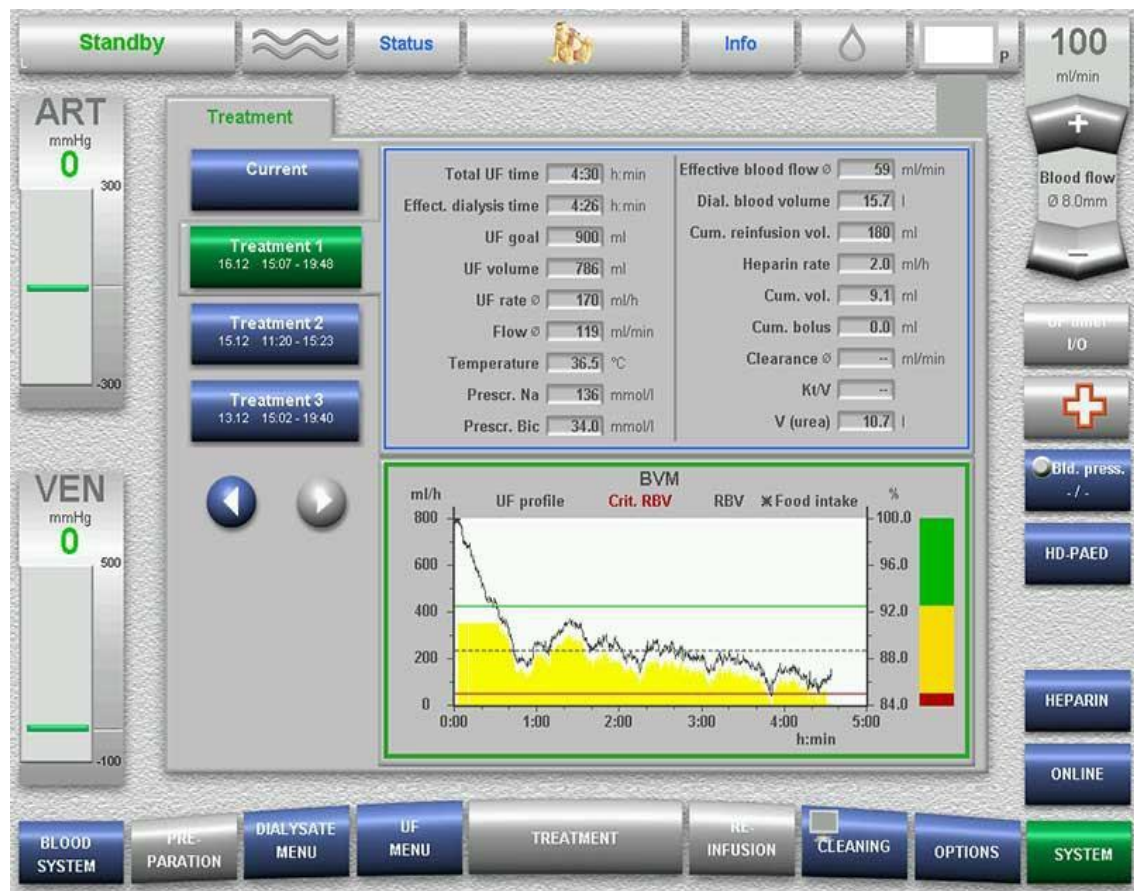 Standby
Status
Info
P
100
ml/min
ART
mmHg
0
300
-300
VEN
mmHg
0
500
-100
Treatment
Current
Treatment 1
16.12 15:07 - 19:48
Treatment 2
15.12 11:20 - 15:23
Treatment 3
13.12 15:02 - 19:40
Total UF time 4:30 h:min
Effect. dialysis time 4:26 h:min
UF goal 900 ml
UF volume 786 ml
UF rate Ø 170 ml/h
Flow Ø 119 ml/min
Temperature 36.5 °C
Prescr. Na 136 mmol/l
Prescr. Bic 34.0 mmol/l
Effective blood flow Ø 59 ml/min
Dial. blood volume 15.7 l
Cum. reinfusion vol. 180 ml
Heparin rate 2.0 ml/h
Cum. vol. 9.1 ml
Cum. bolus 0.0 ml
Clearance Ø -- ml/min
Kt/V --
V (urea) 10.7 l
BVM
ml/h UF profile Crit. RBV RBV ⋇ Food intake %
800 100.0
600 96.0
400 92.0
200 88.0
0 84.0
0:00 1:00 2:00 3:00 4:00 5:00
h:min
+
Blood flow
Ø 8.0mm
–
I/O
Bld. press.
- / -
HD-PAED
HEPARIN
ONLINE
BLOOD
SYSTEM
PRE-
PARATION
DIALYSATE
MENU
UF
MENU
TREATMENT
RE-
INFUSION
CLEANING
OPTIONS
SYSTEM